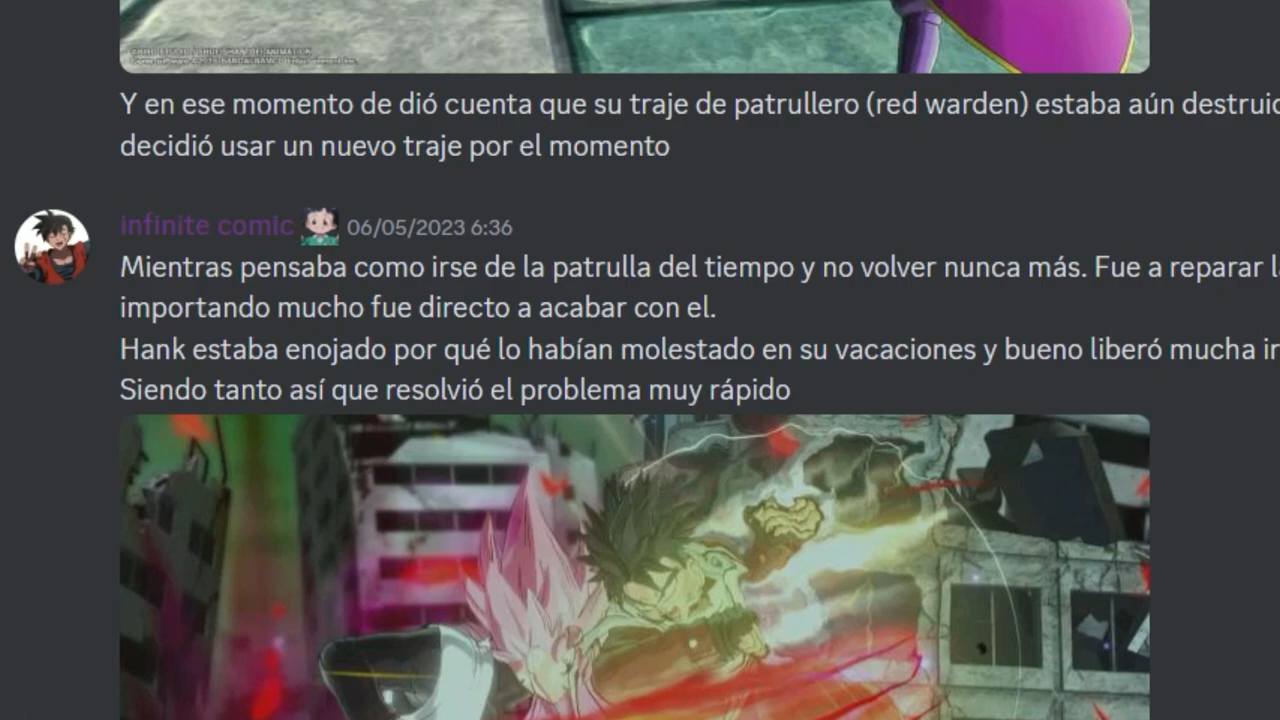 Y en ese momento de dió cuenta que su traje de patrullero (red warden) estaba aún
decidió usar un nuevo traje por el momento
infinite comic 06/05/2023 6:36
Mientras pensaba como irse de la patrulla del tiempo y no volver nunca más. Fue a reparar
importando mucho fue directo a acabar con el.
Hank estaba enojado por qué lo habían molestado en su vacaciones y bueno liberó mucha
Siendo tanto así que resolvió el problema muy rápido